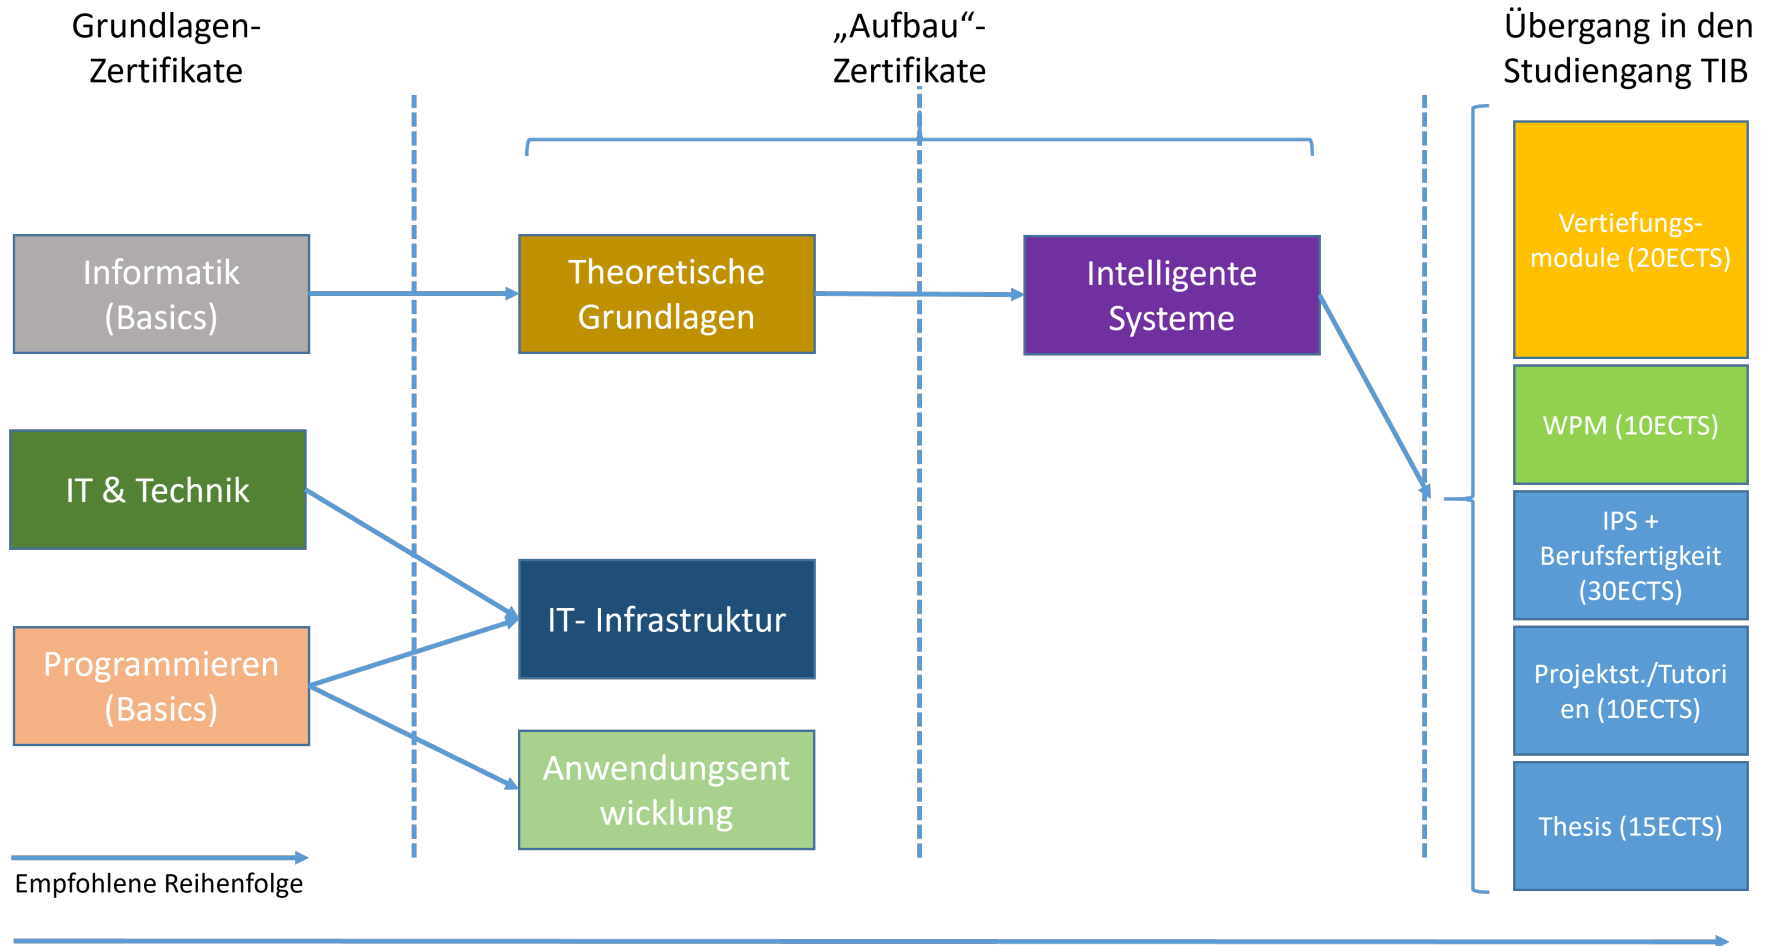 Grundlagen-
Zertifikate
„Aufbau“-
Zertifikate
Übergang in den
Studiengang TIB
Informatik
(Basics)
Theoretische
Grundlagen
Intelligente
Systeme
IT & Technik
IT- Infrastruktur
Programmieren
(Basics)
Anwendungsent
wicklung
Empfohlene Reihenfolge
Vertiefungs-
module (20ECTS)
WPM (10ECTS)
IPS +
Berufsfertigkeit
(30ECTS)
Projektst./Tutori
en (10ECTS)
Thesis (15ECTS)